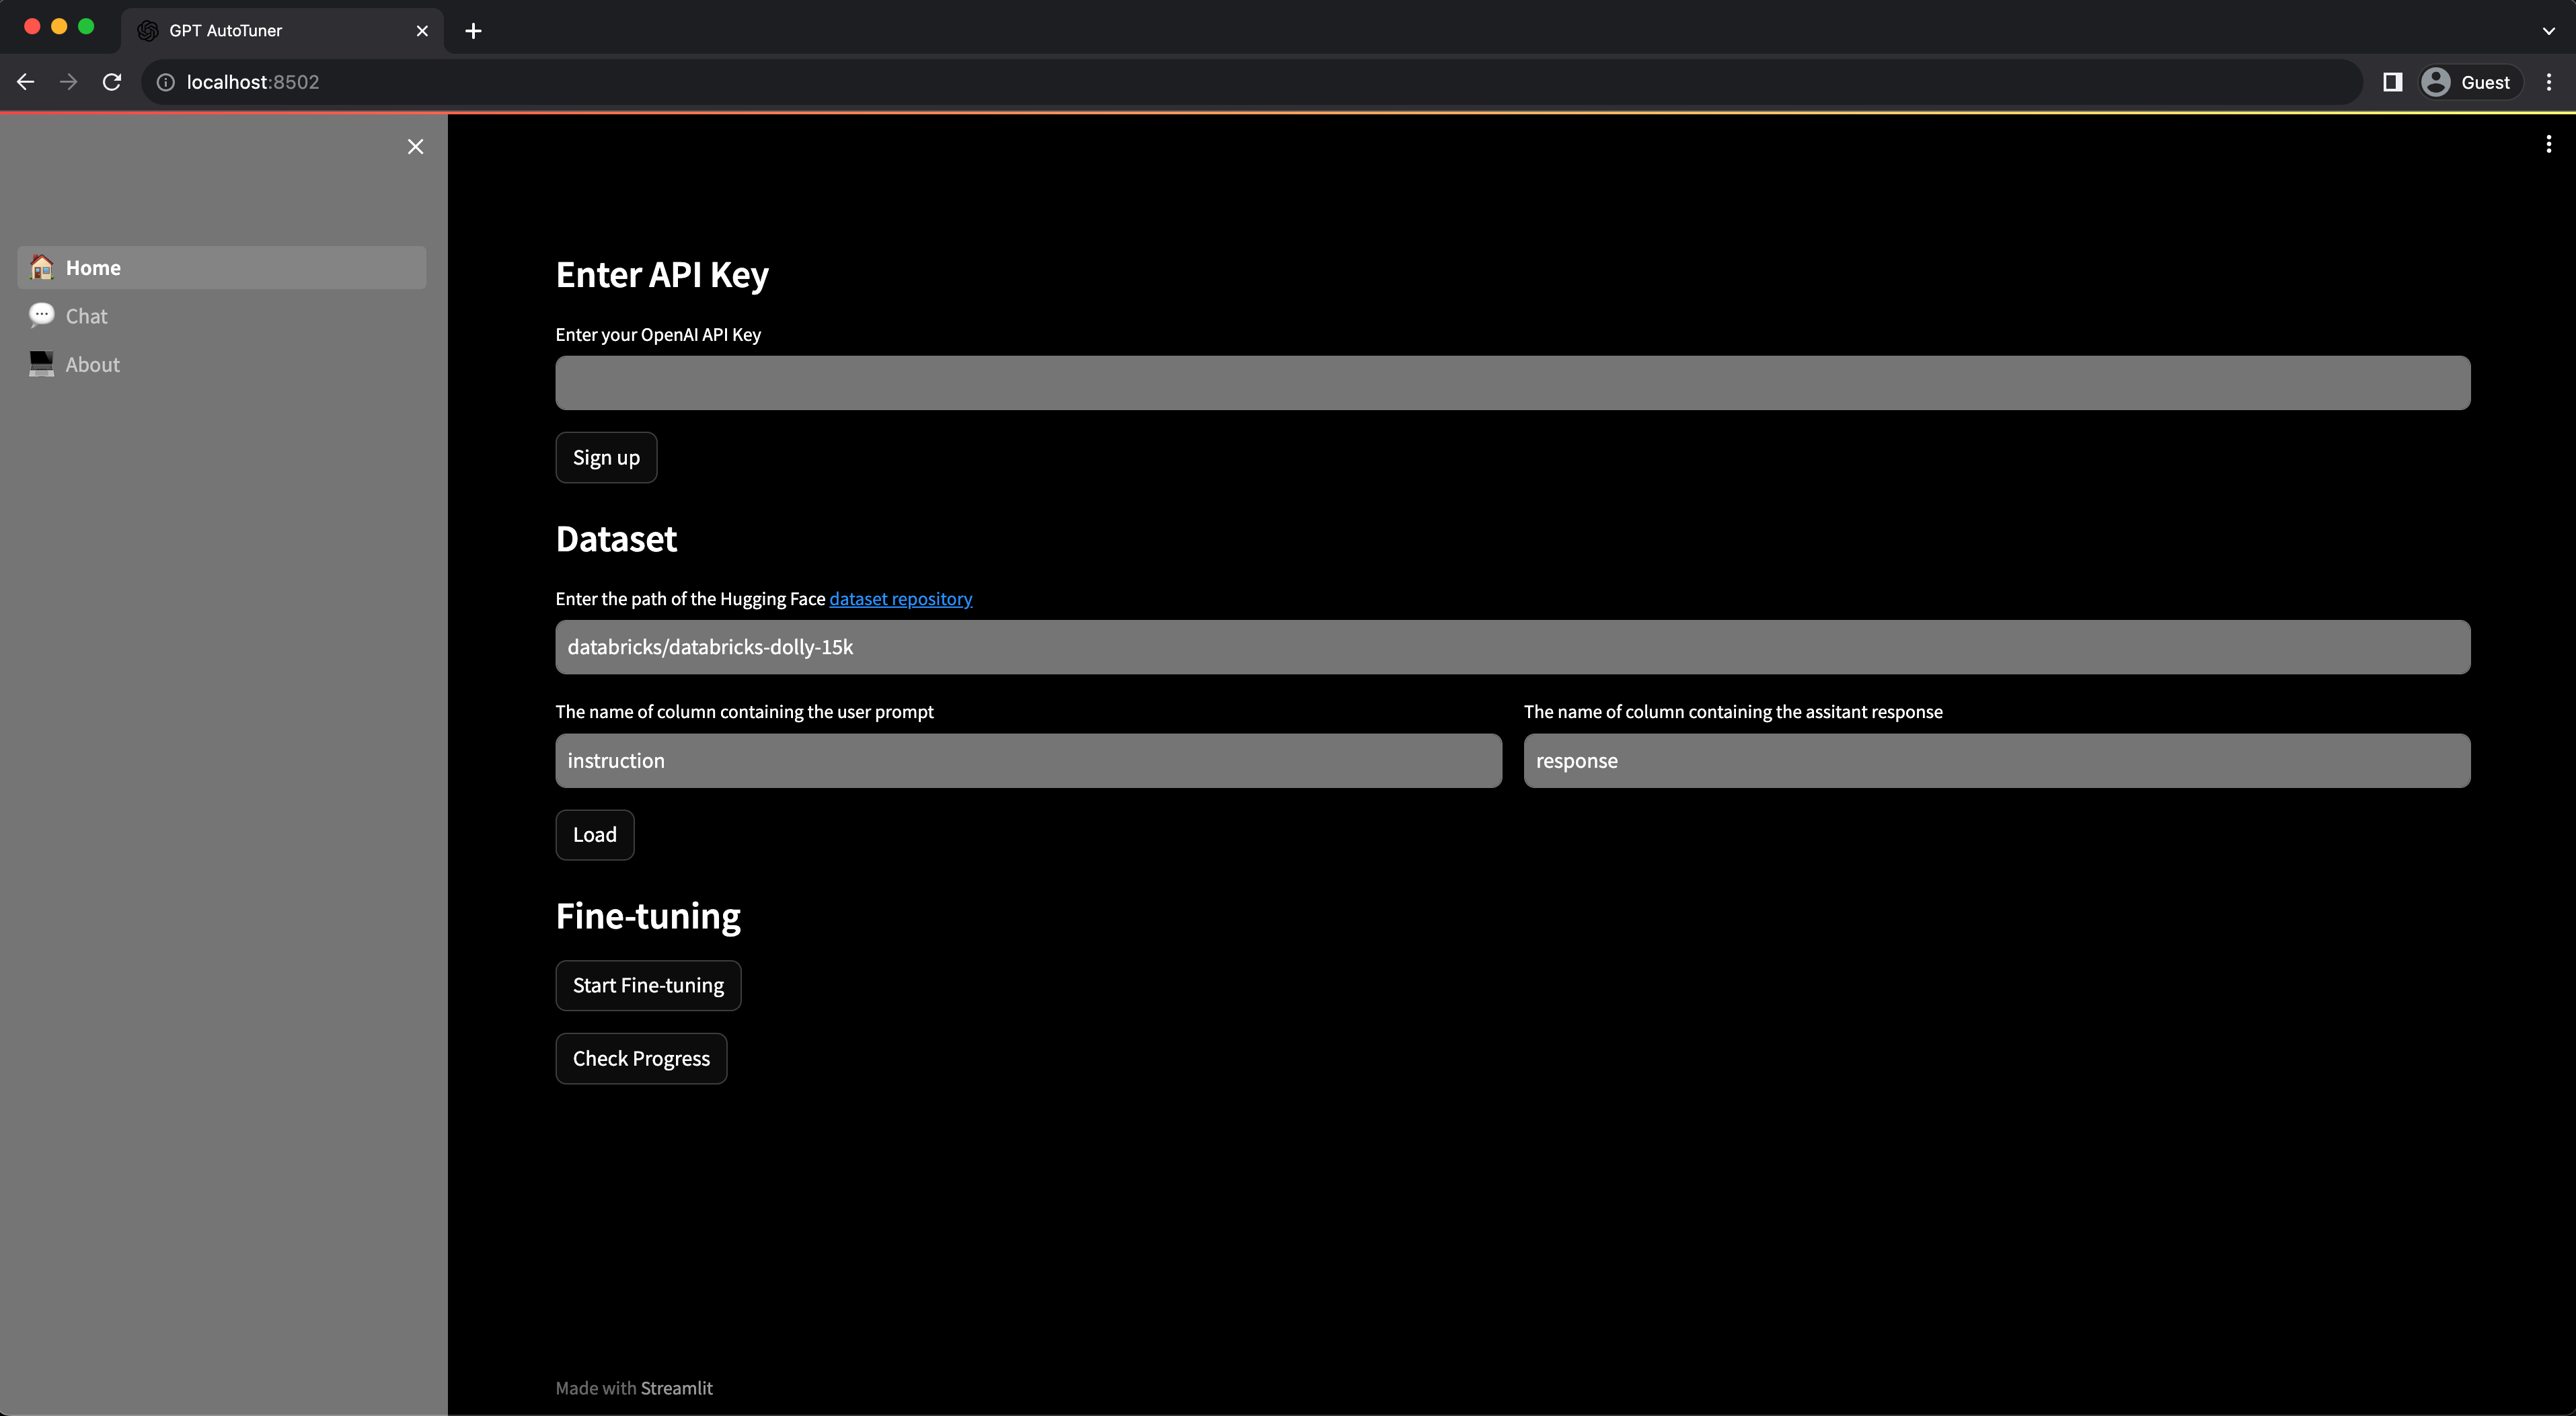 GPT AutoTuner
localhost:8502
Guest
Home
Chat
About
Enter API Key
Enter your OpenAI API Key
Sign up
Dataset
Enter the path of the Hugging Face dataset repository
databricks/databricks-dolly-15k
The name of column containing the user prompt
instruction
The name of column containing the assitant response
response
Load
Fine-tuning
Start Fine-tuning
Check Progress
Made with Streamlit